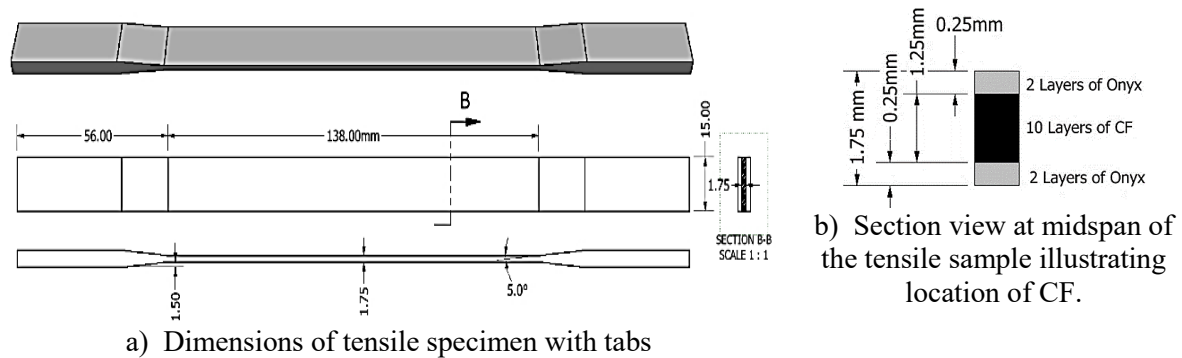 B
56.00
138.00mm
15.00
1.75
SECTION B-B
SCALE 1 : 1
1.50
1.75
5.0°
a) Dimensions of tensile specimen with tabs
0.25mm
1.25mm
0.25mm
1.75 mm
2 Layers of Onyx
10 Layers of CF
2 Layers of Onyx
b) Section view at midspan of
the tensile sample illustrating
location of CF.